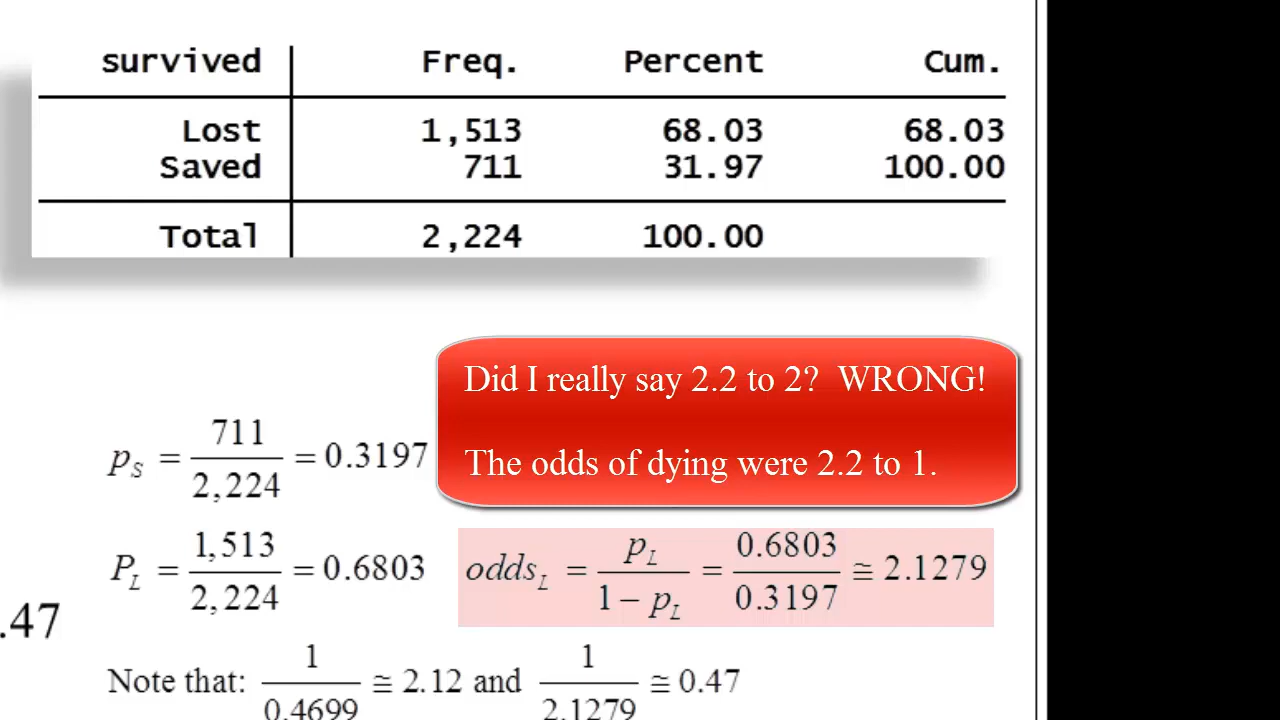 survived Freq. Percent Cum.
Lost 1,513 68.03 68.03
Saved 711 31.97 100.00
Total 2,224 100.00
Did I really say 2.2 to 2? WRONG!
The odds of dying were 2.2 to 1.
p_S = 711/2,224 = 0.3197
P_L = 1,513/2,224 = 0.6803
odds_L = p_L/(1 − p_L) = 0.6803/0.3197 ≅ 2.1279
.47
Note that: 1/0.4699 ≅ 2.12 and 1/2.1279 ≅ 0.47